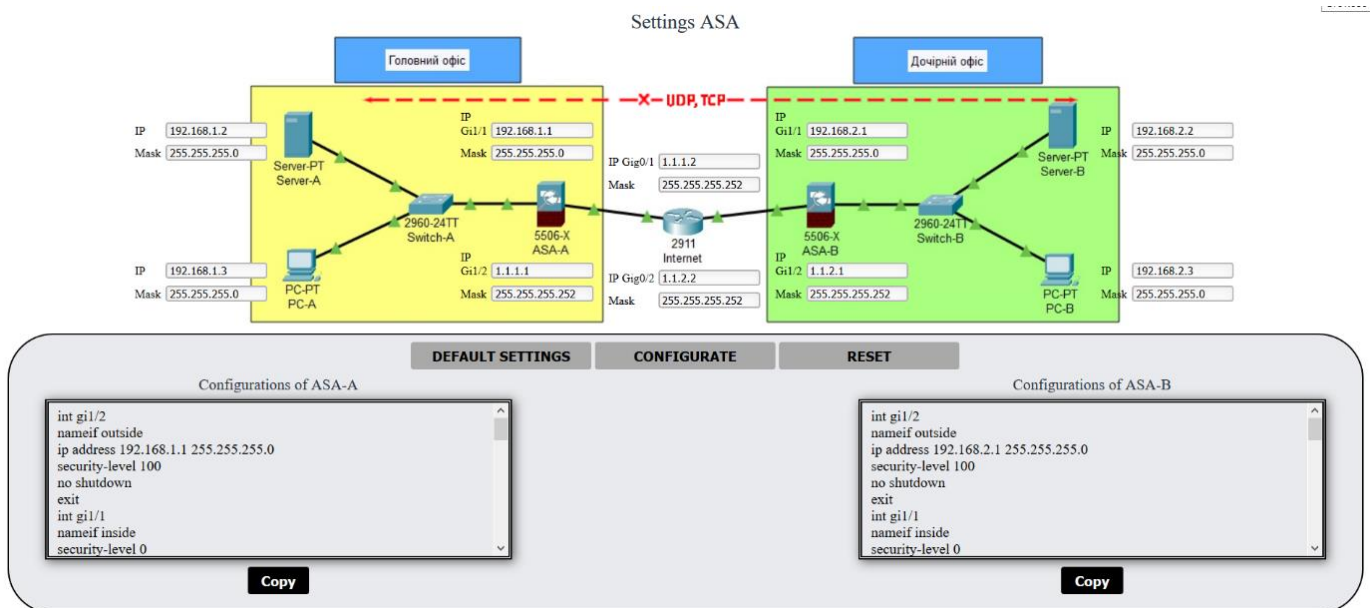 Settings ASA
Головний офіс
Дочірній офіс
X UDP, TCP
IP 192.168.1.2
Mask 255.255.255.0
Server-PT
Server-A
IP
Gi1/1 192.168.1.1
Mask 255.255.255.0
IP Gig0/1 1.1.1.2
Mask 255.255.255.252
IP
Gi1/1 192.168.2.1
Mask 255.255.255.0
Server-PT
Server-B
IP 192.168.2.2
Mask 255.255.255.0
2960-24TT
Switch-A
5506-X
ASA-A
2911
Internet
5506-X
ASA-B
2960-24TT
Switch-B
IP 192.168.1.3
Mask 255.255.255.0
PC-PT
PC-A
IP
Gi1/2 1.1.1.1
Mask 255.255.255.252
IP Gig0/2 1.1.2.2
Mask 255.255.255.252
IP
Gi1/2 1.1.2.1
Mask 255.255.255.252
PC-PT
PC-B
IP 192.168.2.3
Mask 255.255.255.0
DEFAULT SETTINGS
CONFIGURATE
RESET
Configurations of ASA-A
int gi1/2
nameif outside
ip address 192.168.1.1 255.255.255.0
security-level 100
no shutdown
exit
int gi1/1
nameif inside
security-level 0
Copy
Configurations of ASA-B
int gi1/2
nameif outside
ip address 192.168.2.1 255.255.255.0
security-level 100
no shutdown
exit
int gi1/1
nameif inside
security-level 0
Copy